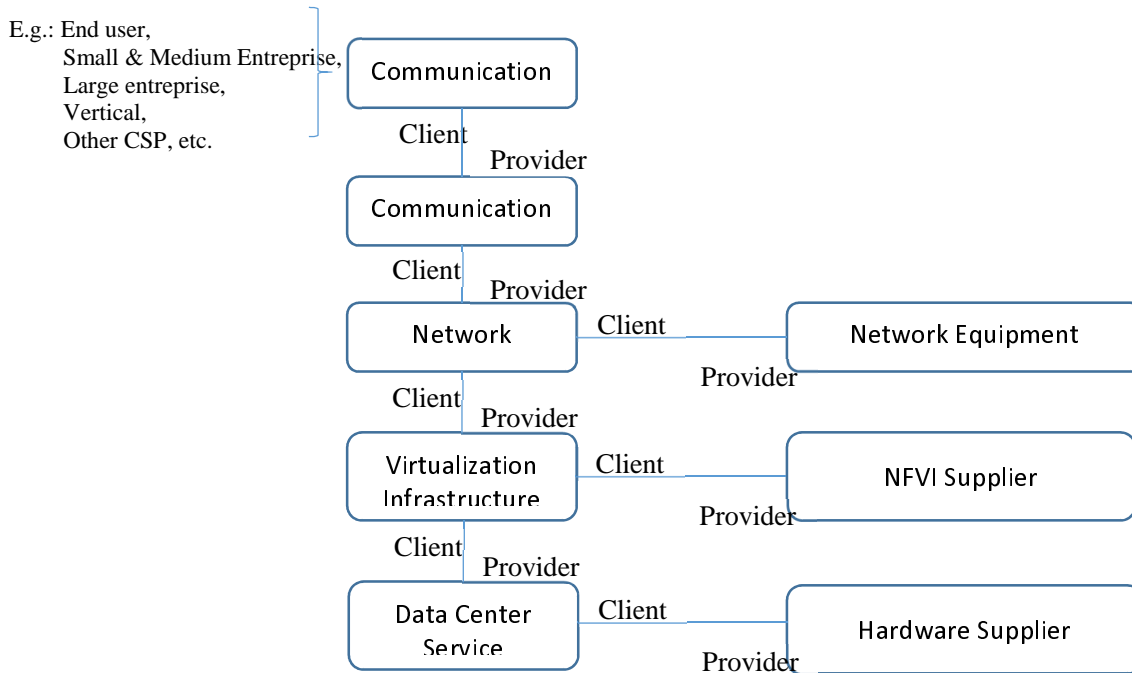 E.g.: End user,
Small & Medium Entreprise,
Large entreprise,
Vertical,
Other CSP, etc.
Communication
Client
Provider
Communication
Client
Provider
Network
Client
Provider
Network Equipment
Client
Provider
Virtualization
Infrastructure
Client
Provider
NFVI Supplier
Client
Provider
Data Center
Service
Client
Provider
Hardware Supplier